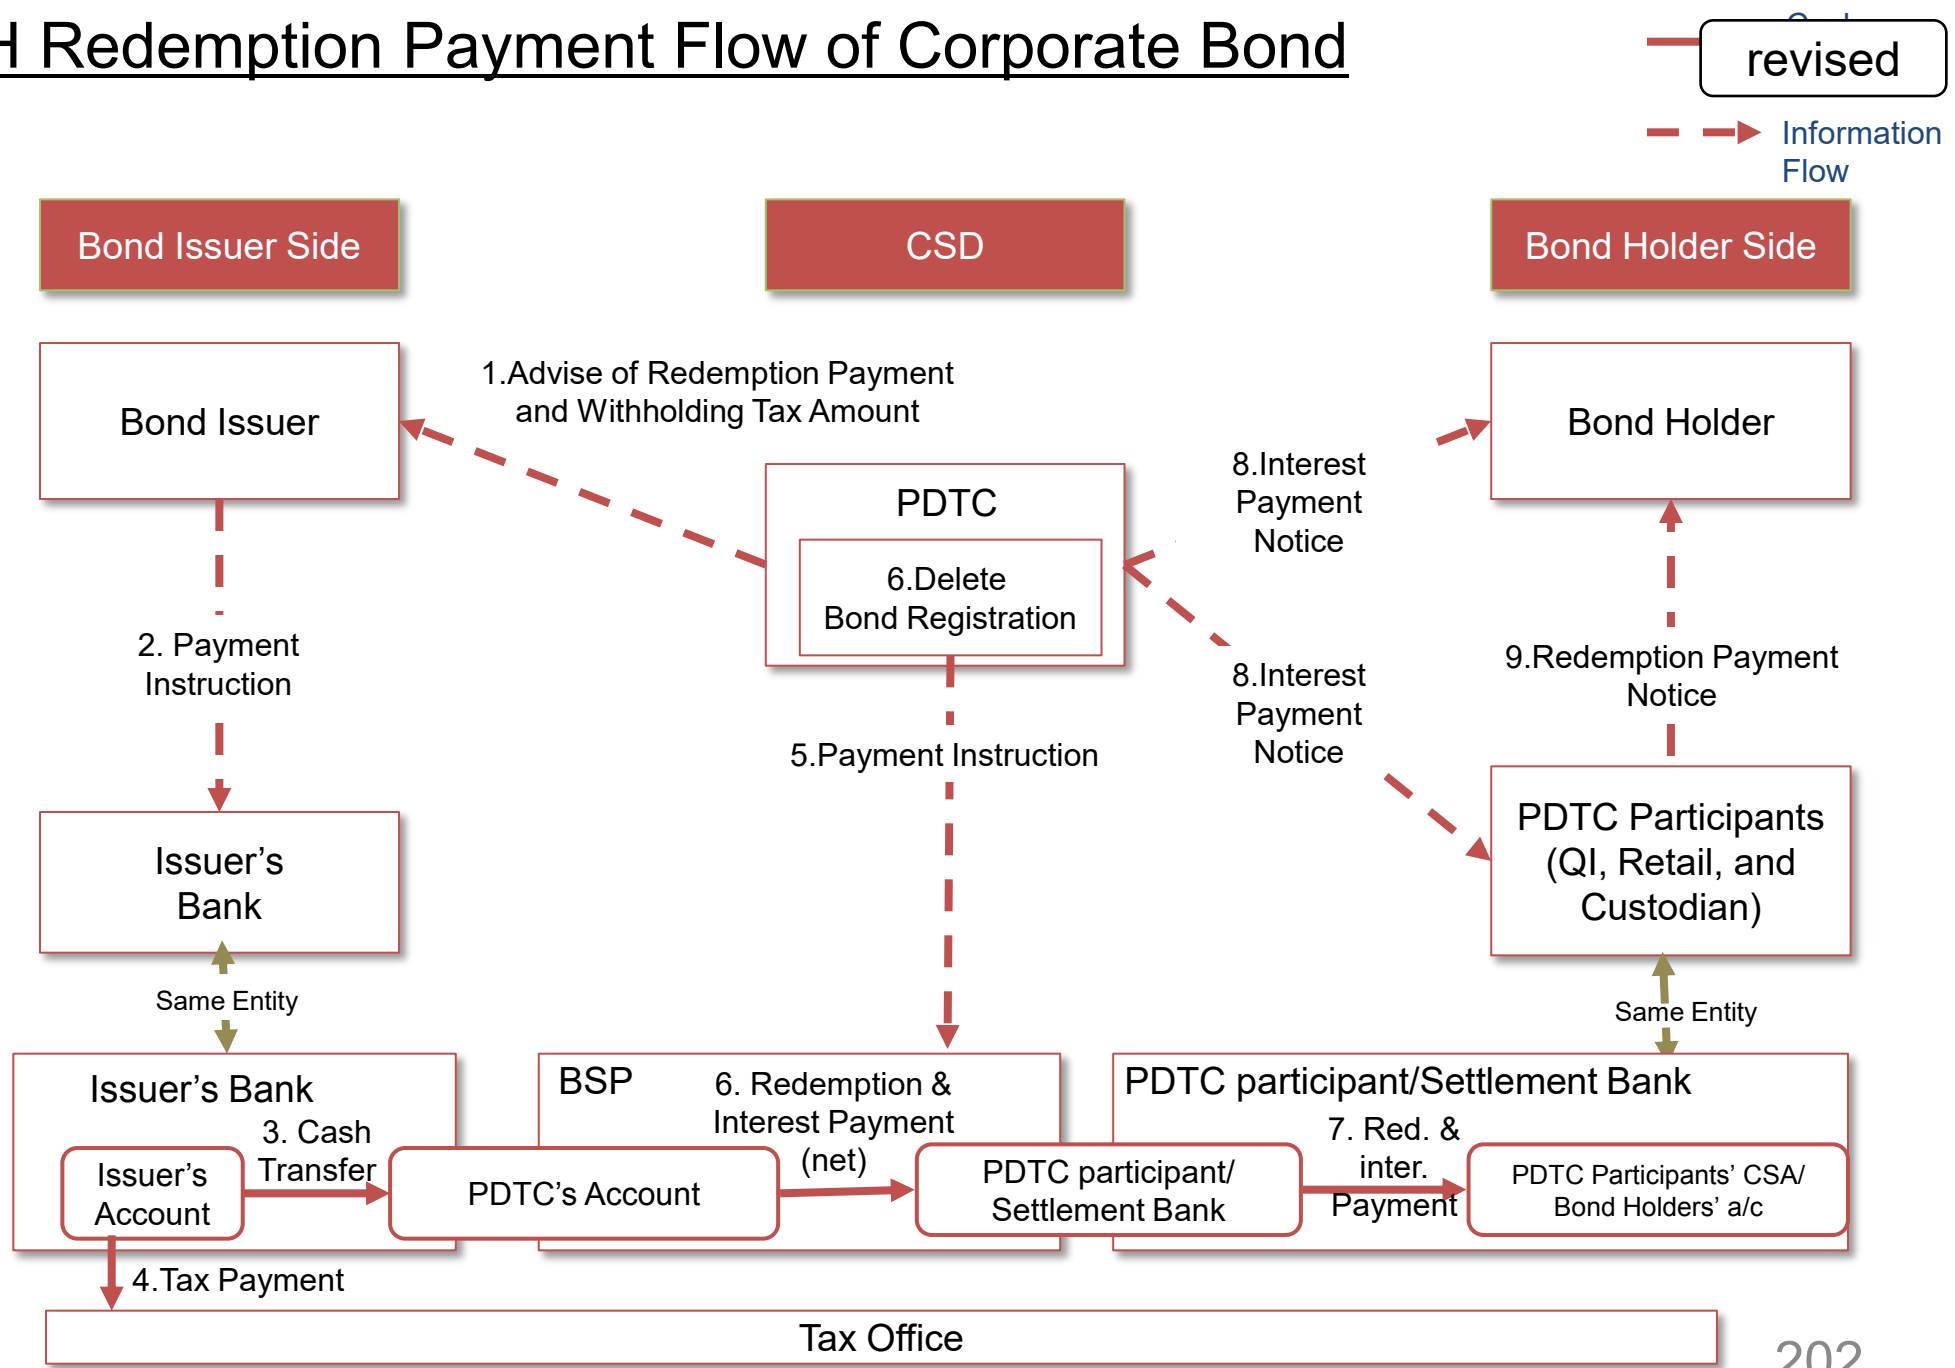 H Redemption Payment Flow of Corporate Bond
revised
Information
Flow
Bond Issuer Side
CSD
Bond Holder Side
Bond Issuer
1.Advise of Redemption Payment
and Withholding Tax Amount
Bond Holder
8.Interest
Payment
Notice
PDTC
6.Delete
Bond Registration
2. Payment
Instruction
8.Interest
Payment
Notice
9.Redemption Payment
Notice
5.Payment Instruction
Issuer's
Bank
PDTC Participants
(QI, Retail, and
Custodian)
Same Entity
Same Entity
Issuer's Bank
3. Cash
Transfer
Issuer's
Account
BSP
6. Redemption &
Interest Payment
(net)
PDTC's Account
PDTC participant/Settlement Bank
7. Red. &
inter.
Payment
PDTC participant/
Settlement Bank
PDTC Participants' CSA/
Bond Holders' a/c
4.Tax Payment
Tax Office
202